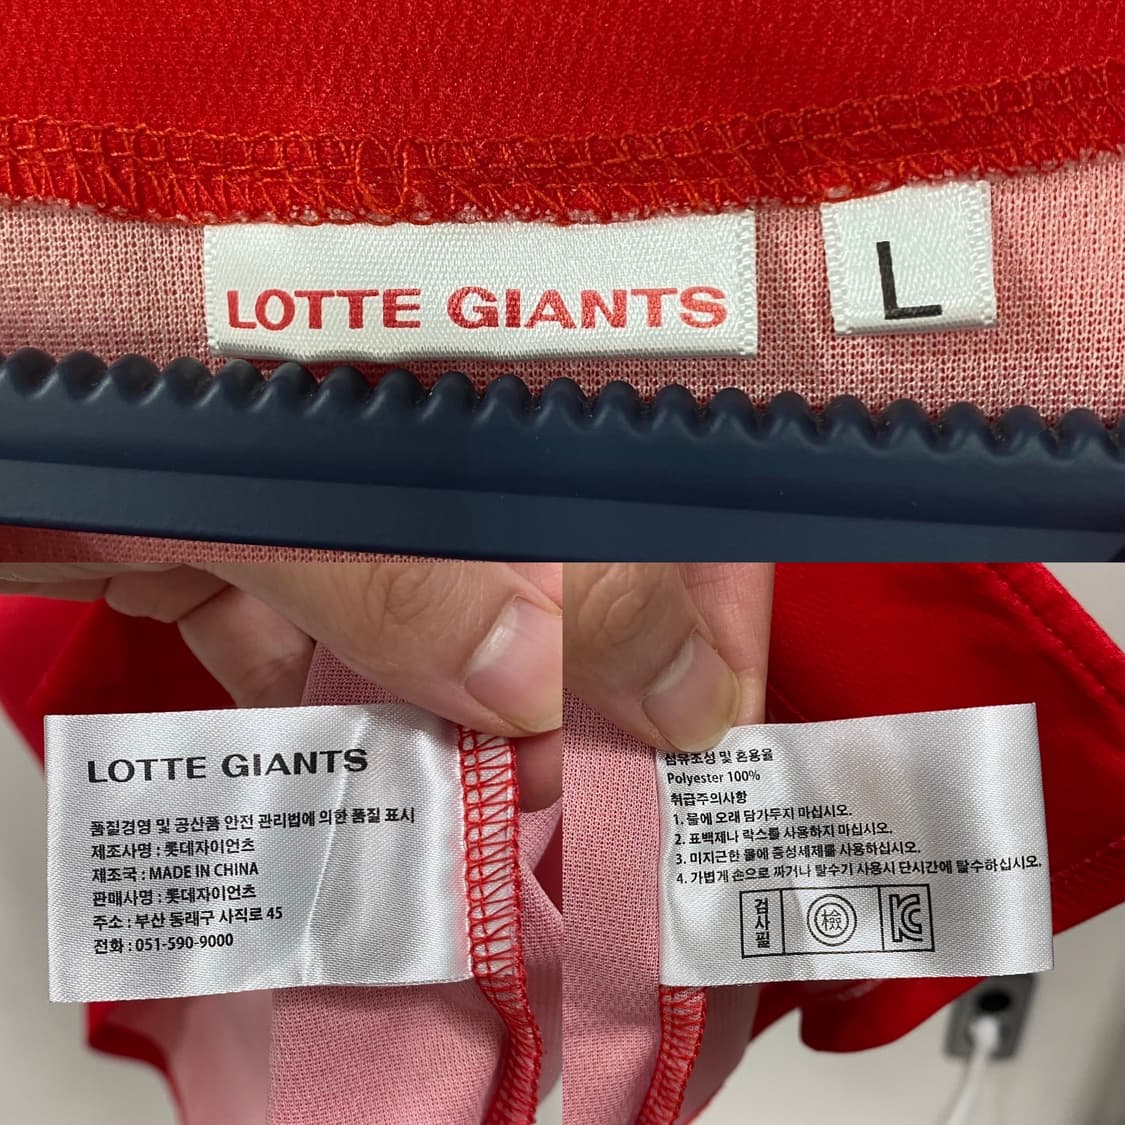 LOTTE GIANTS
L
LOTTE GIANTS
품질경영 및 공산품 안전 관리법에 의한 품질 표시
제조사명 : 롯데자이언츠
제조국 : MADE IN CHINA
판매사명 : 롯데자이언츠
주소 : 부산 동래구 사직로 45
전화 : 051-590-9000
섬유조성 및 혼용율
Polyester 100%
취급주의사항
1. 물에 오래 담가두지 마십시오.
2. 표백제나 락스를 사용하지 마십시오.
3. 미지근한 물에 중성세제를 사용하십시오.
4. 가볍게 손으로 짜거나 탈수기 사용시 단시간에 탈수하십시오.
검사필
檢
KC